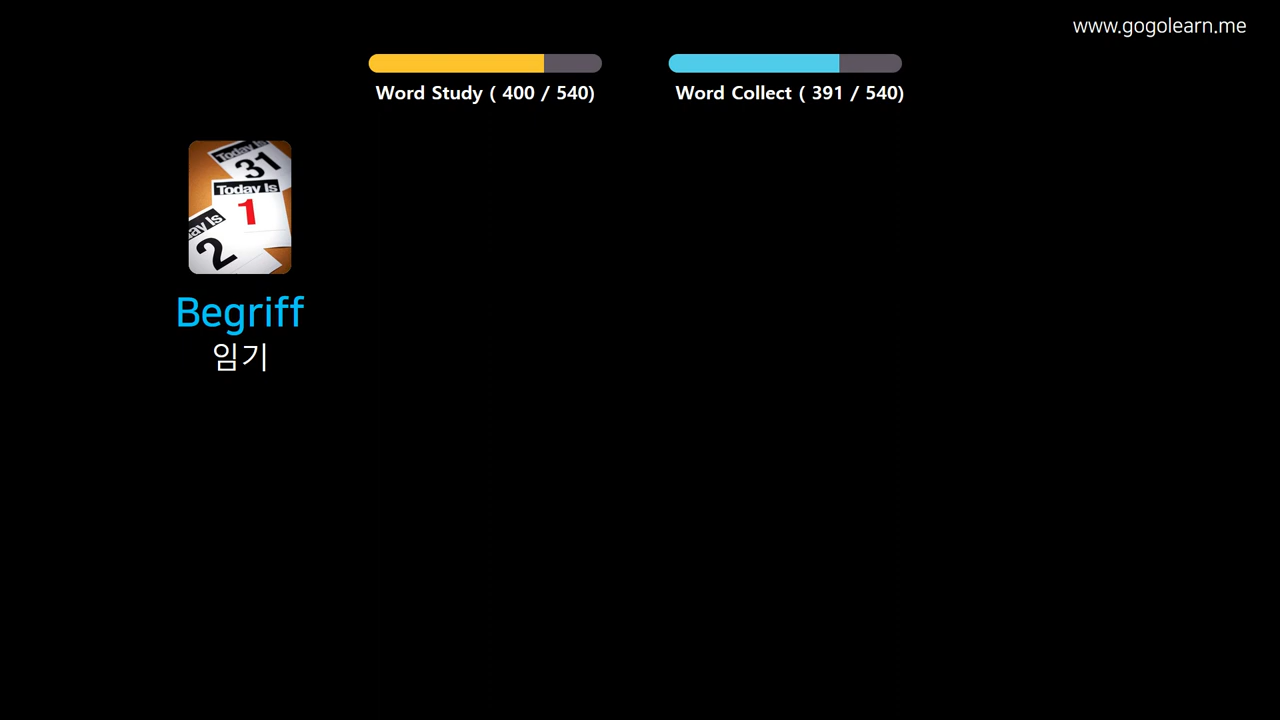 www.gogolearn.me
Word Study ( 400 / 540)
Word Collect ( 391 / 540)
Today Is
31
Today Is
1
ay Is
2
Begriff
임기